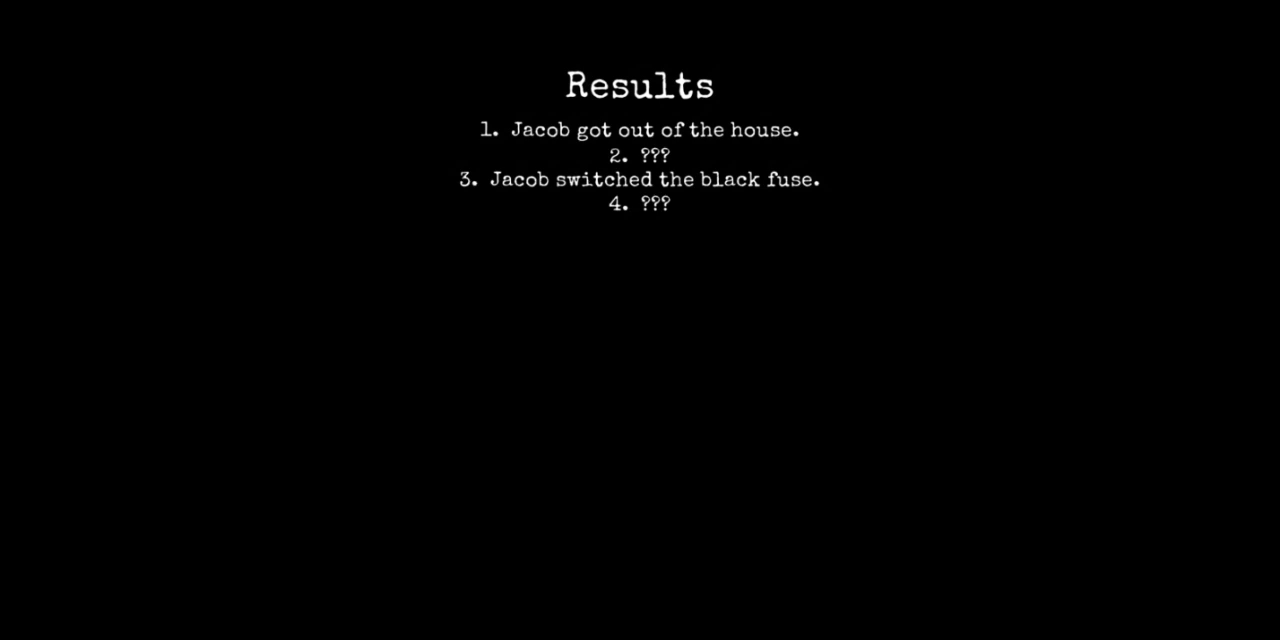 Results
1. Jacob got out of the house.
2. ???
3. Jacob switched the black fuse.
4. ???